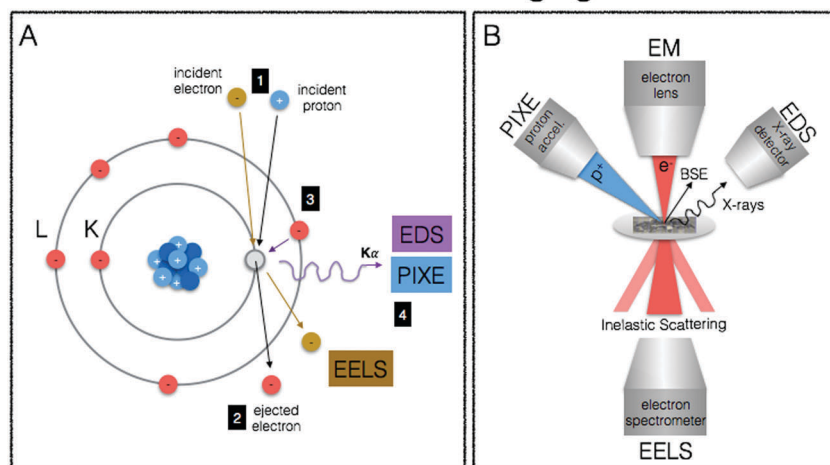 A
incident
electron
1
incident
proton
-
+
-
-
3
L
K
-
-
-
+
+
+
+
+
+
Kα
EDS
PIXE
4
-
EELS
-
2
ejected
electron
-
B
EM
electron
lens
PIXE
proton
accel.
EDS
X-ray
detector
p+
e-
BSE
X-rays
Inelastic Scattering
electron
spectrometer
EELS